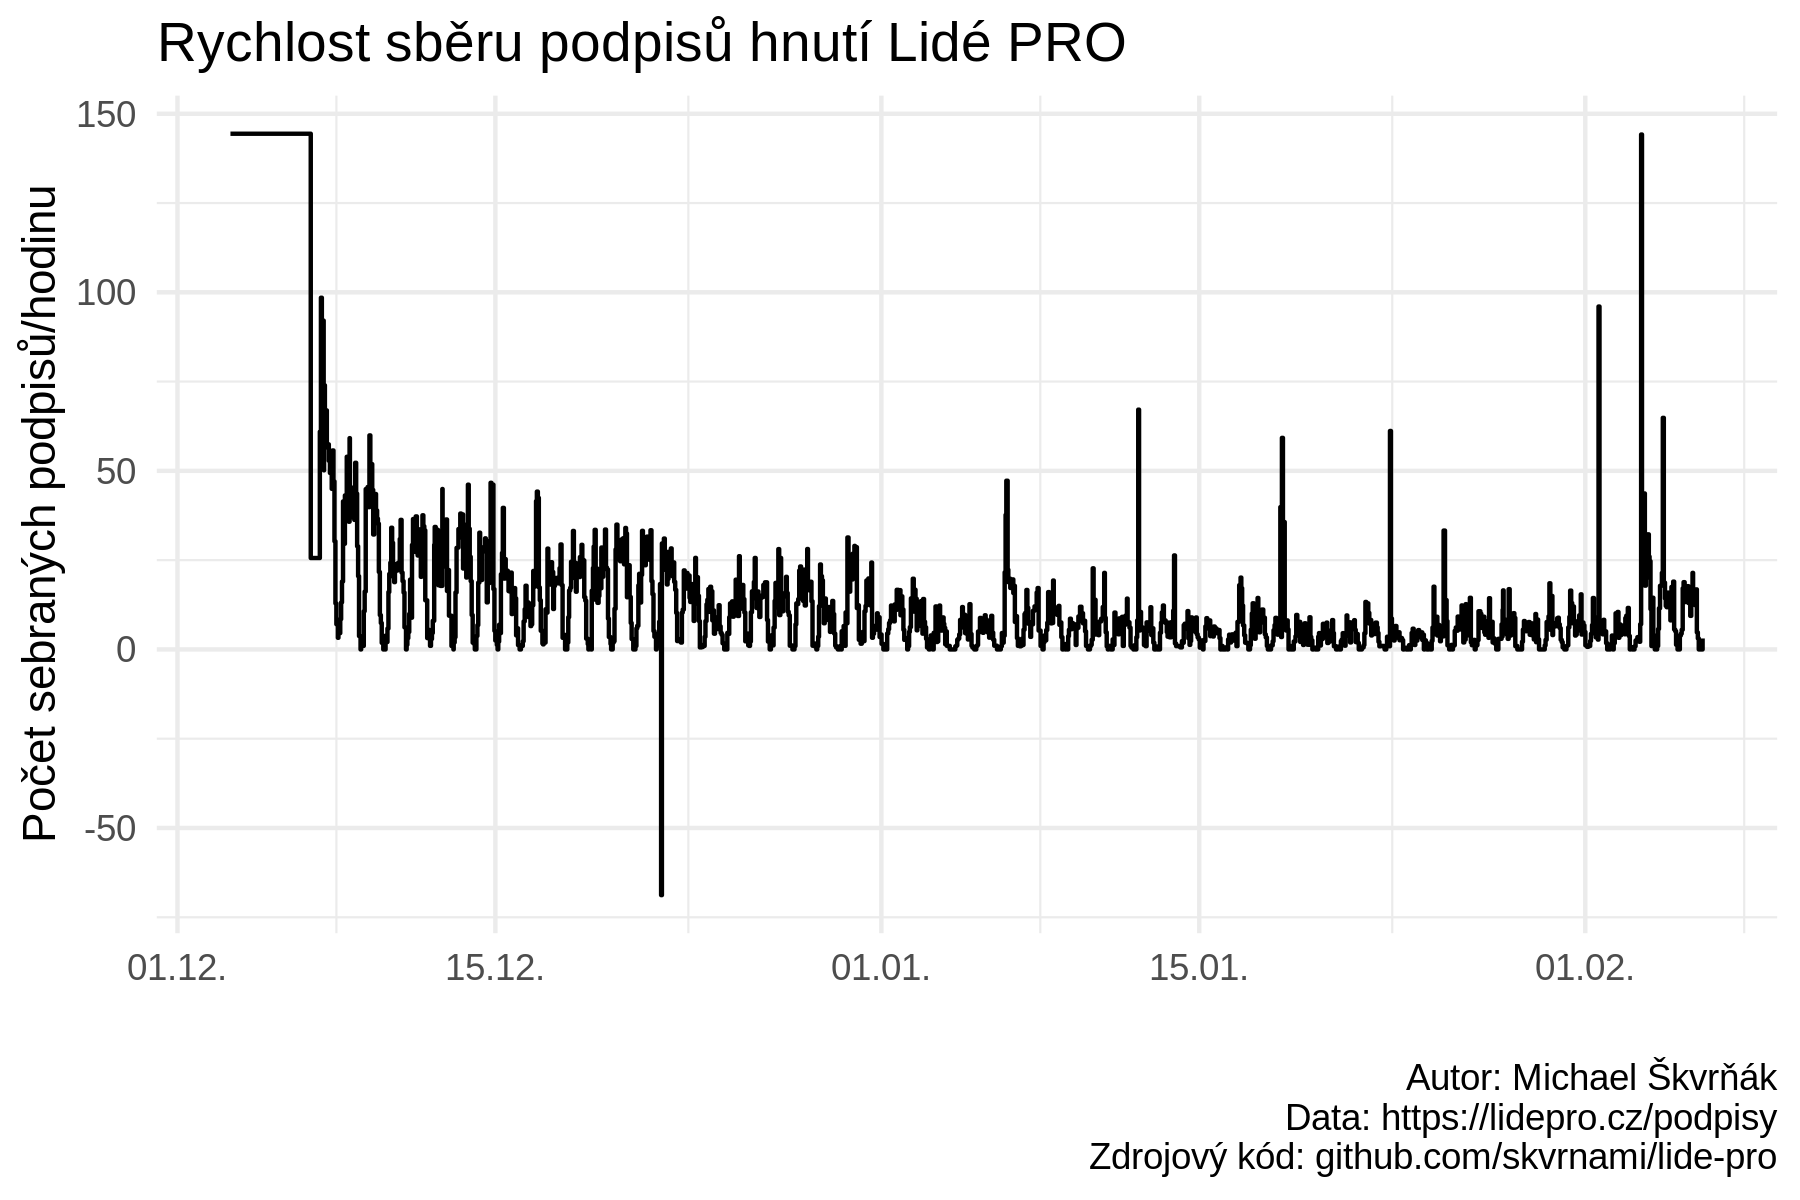 Rychlost sběru podpisů hnutí Lidé PRO
Počet sebraných podpisů/hodinu
150
100
50
0
-50
01.12.
15.12.
01.01.
15.01.
01.02.
Autor: Michael Škvrňák
Data: https://lidepro.cz/podpisy
Zdrojový kód: github.com/skvrnami/lide-pro